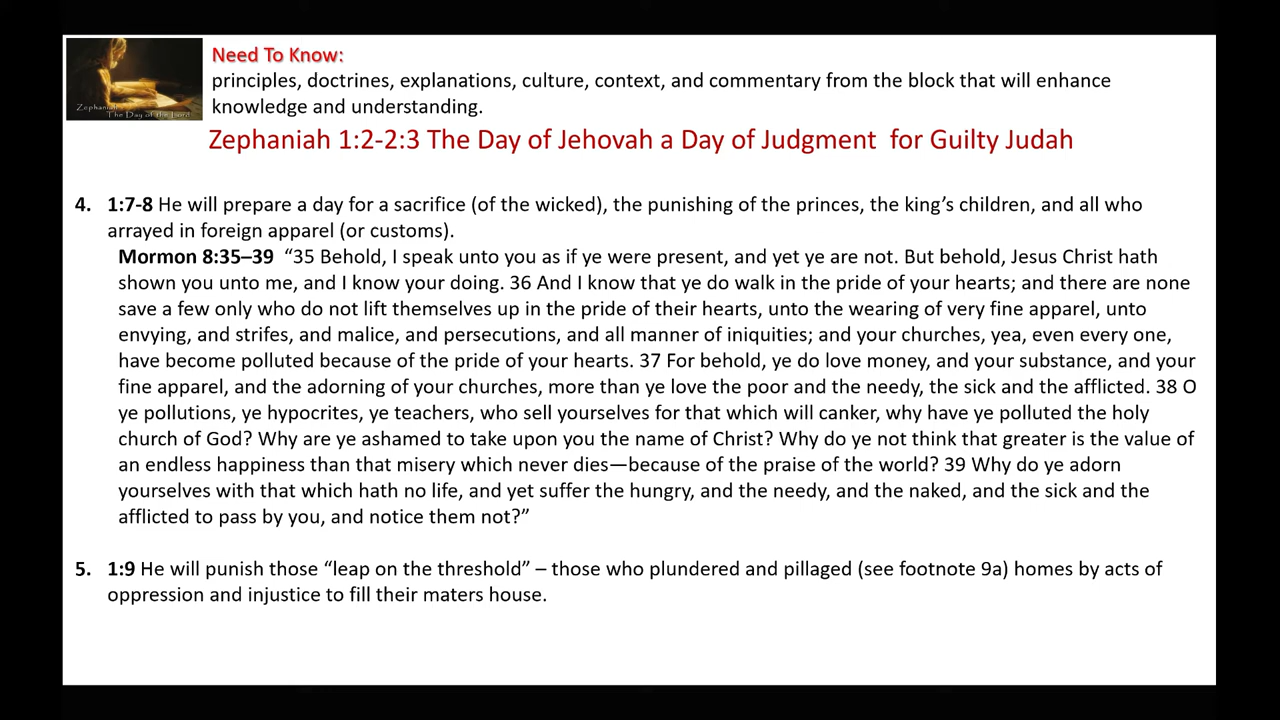 Need To Know:
principles, doctrines, explanations, culture, context, and commentary from the block that will enhance
knowledge and understanding.
Zephaniah
The Day of the Lord
Zephaniah 1:2-2:3 The Day of Jehovah a Day of Judgment for Guilty Judah
4. 1:7-8 He will prepare a day for a sacrifice (of the wicked), the punishing of the princes, the king’s children, and all who
arrayed in foreign apparel (or customs).
Mormon 8:35–39 “35 Behold, I speak unto you as if ye were present, and yet ye are not. But behold, Jesus Christ hath
shown you unto me, and I know your doing. 36 And I know that ye do walk in the pride of your hearts; and there are none
save a few only who do not lift themselves up in the pride of their hearts, unto the wearing of very fine apparel, unto
envying, and strifes, and malice, and persecutions, and all manner of iniquities; and your churches, yea, even every one,
have become polluted because of the pride of your hearts. 37 For behold, ye do love money, and your substance, and your
fine apparel, and the adorning of your churches, more than ye love the poor and the needy, the sick and the afflicted. 38 O
ye pollutions, ye hypocrites, ye teachers, who sell yourselves for that which will canker, why have ye polluted the holy
church of God? Why are ye ashamed to take upon you the name of Christ? Why do ye not think that greater is the value of
an endless happiness than that misery which never dies—because of the praise of the world? 39 Why do ye adorn
yourselves with that which hath no life, and yet suffer the hungry, and the needy, and the naked, and the sick and the
afflicted to pass by you, and notice them not?”
5. 1:9 He will punish those “leap on the threshold” – those who plundered and pillaged (see footnote 9a) homes by acts of
oppression and injustice to fill their maters house.